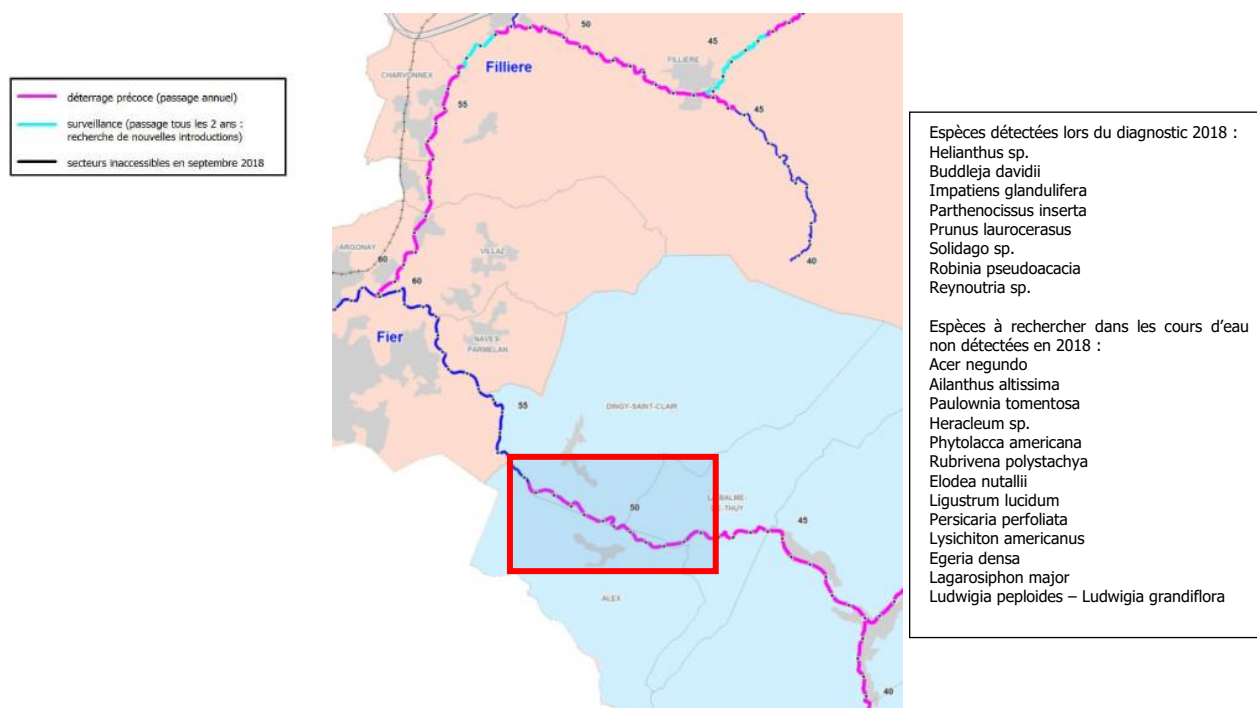 déterrage précoce (passage annuel)
surveillance (passage tous les 2 ans :
recherche de nouvelles introductions)
secteurs inaccessibles en septembre 2018
50
45
FILLIÈRE
Filliere
CHARVONNEX
55
45
ARGONAY
VILLAZ
60
60
40
Fier
NAVES-
PARMELAN
55
DINGY-SAINT-CLAIR
50
LA BALME-
DE-THUY
45
ALEX
40
Espèces détectées lors du diagnostic 2018 :
Helianthus sp.
Buddleja davidii
Impatiens glandulifera
Parthenocissus inserta
Prunus laurocerasus
Solidago sp.
Robinia pseudoacacia
Reynoutria sp.
Espèces à rechercher dans les cours d'eau
non détectées en 2018 :
Acer negundo
Ailanthus altissima
Paulownia tomentosa
Heracleum sp.
Phytolacca americana
Rubrivena polystachya
Elodea nutallii
Ligustrum lucidum
Persicaria perfoliata
Lysichiton americanus
Egeria densa
Lagarosiphon major
Ludwigia peploides – Ludwigia grandiflora